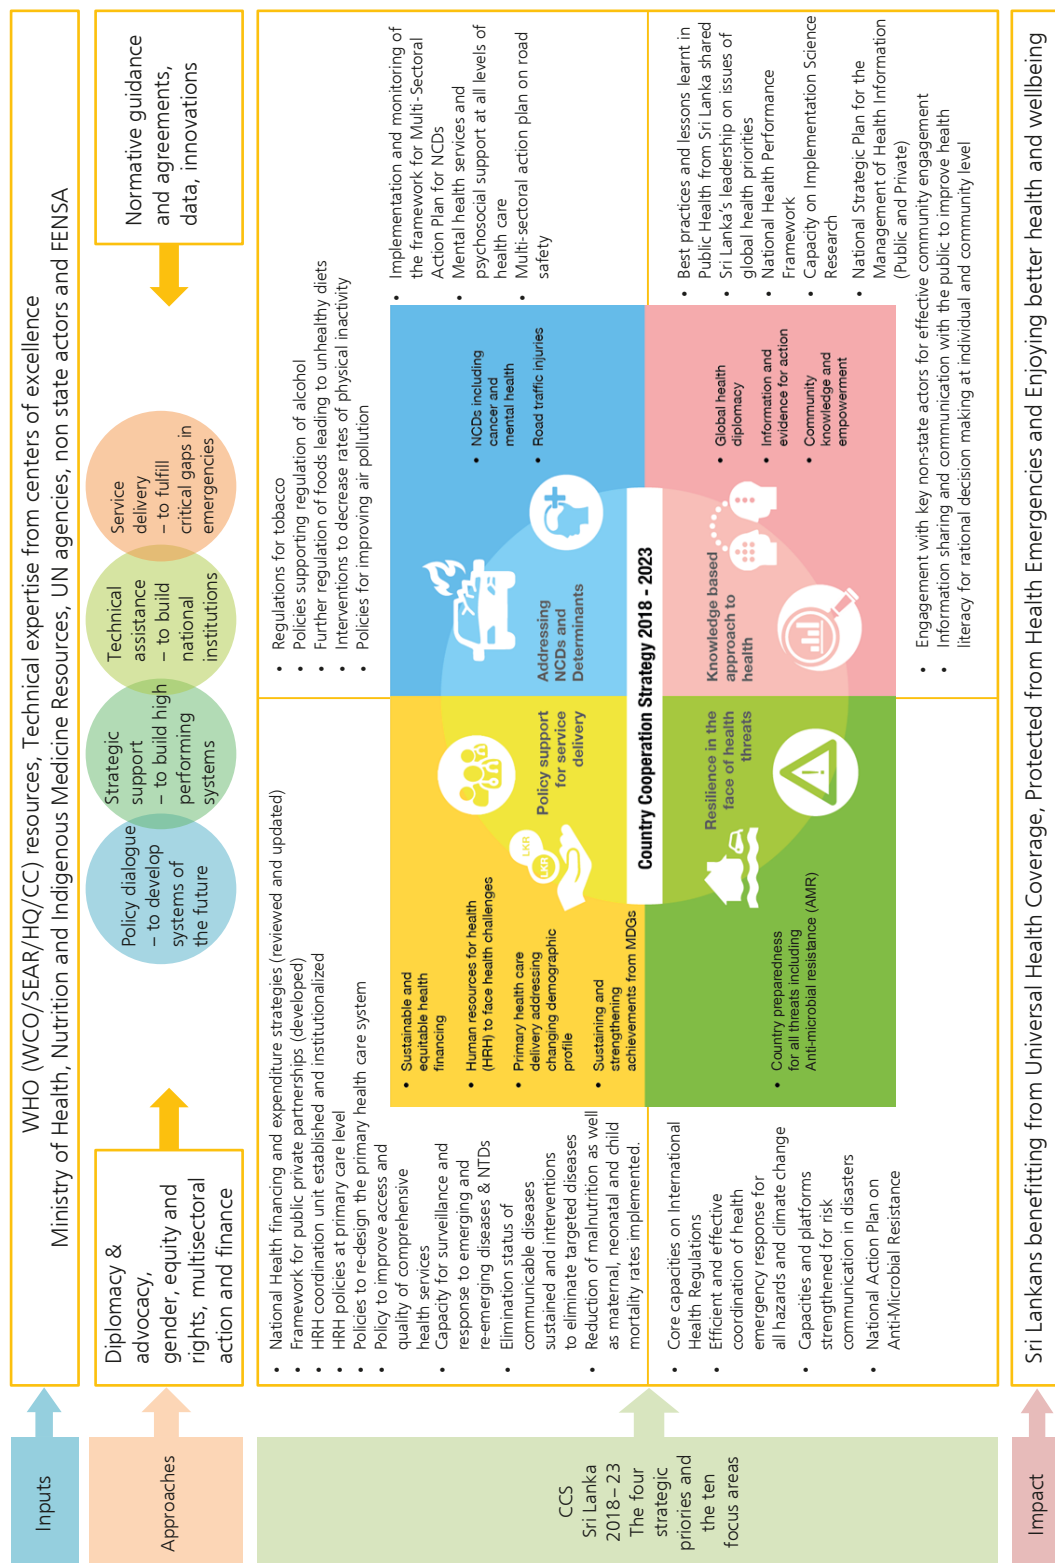 Inputs
WHO (WCO/SEAR/HQ/CC) resources, Technical expertise from centers of excellence
Ministry of Health, Nutrition and Indigenous Medicine Resources, UN agencies, non state actors and FENSA
Approaches
Diplomacy &
advocacy,
gender, equity and
rights, multisectoral
action and finance
Policy dialogue
– to develop
systems of
the future
Strategic
support
– to build high
performing
systems
Technical
assistance
– to build
national
institutions
Service
delivery
– to fulfill
critical gaps in
emergencies
Normative guidance
and agreements,
data, innovations
CCS
Sri Lanka
2018–23
The four
strategic
priories and
the ten
focus areas
• National Health financing and expenditure strategies (reviewed and updated)
• Framework for public private partnerships (developed)
• HRH coordination unit established and institutionalized
• HRH policies at primary care level
• Policies to re-design the primary health care system
• Policy to improve access and
quality of comprehensive
health services
• Capacity for surveillance and
response to emerging and
re-emerging diseases & NTDs
• Elimination status of
communicable diseases
sustained and interventions
to eliminate targeted diseases
• Reduction of malnutrition as well
as maternal, neonatal and child
mortality rates implemented.
• Regulations for tobacco
• Policies supporting regulation of alcohol
• Further regulation of foods leading to unhealthy diets
• Interventions to decrease rates of physical inactivity
• Policies for improving air pollution
• Implementation and monitoring of
the framework for Multi-Sectoral
Action Plan for NCDs
• Mental health services and
psychosocial support at all levels of
health care
• Multi-sectoral action plan on road
safety
• Sustainable and
equitable health
financing
• Human resources for health
(HRH) to face health challenges
• Primary health care
delivery addressing
changing demographic
profile
• Sustaining and
strengthening
achievements from MDGs
LKR
LKR
Policy support
for service
delivery
Addressing
NCDs and
Determinants
• NCDs including
cancer and
mental health
• Road traffic injuries
Country Cooperation Strategy 2018 - 2023
• Country preparedness
for all threats including
Anti-microbial resistance (AMR)
Resilience in the
face of health
threats
Knowledge based
approach to
health
• Global health
diplomacy
• Information and
evidence for action
• Community
knowledge and
empowerment
• Core capacities on International
Health Regulations
• Efficient and effective
coordination of health
emergency response for
all hazards and climate change
• Capacities and platforms
strengthened for risk
communication in disasters
• National Action Plan on
Anti-Microbial Resistance
• Best practices and lessons learnt in
Public Health from Sri Lanka shared
• Sri Lanka's leadership on issues of
global health priorities
• National Health Performance
Framework
• Capacity on Implementation Science
Research
• National Strategic Plan for the
Management of Health Information
(Public and Private)
• Engagement with key non-state actors for effective community engagement
• Information sharing and communication with the public to improve health
literacy for rational decision making at individual and community level
Impact
Sri Lankans benefitting from Universal Health Coverage, Protected from Health Emergencies and Enjoying better health and wellbeing